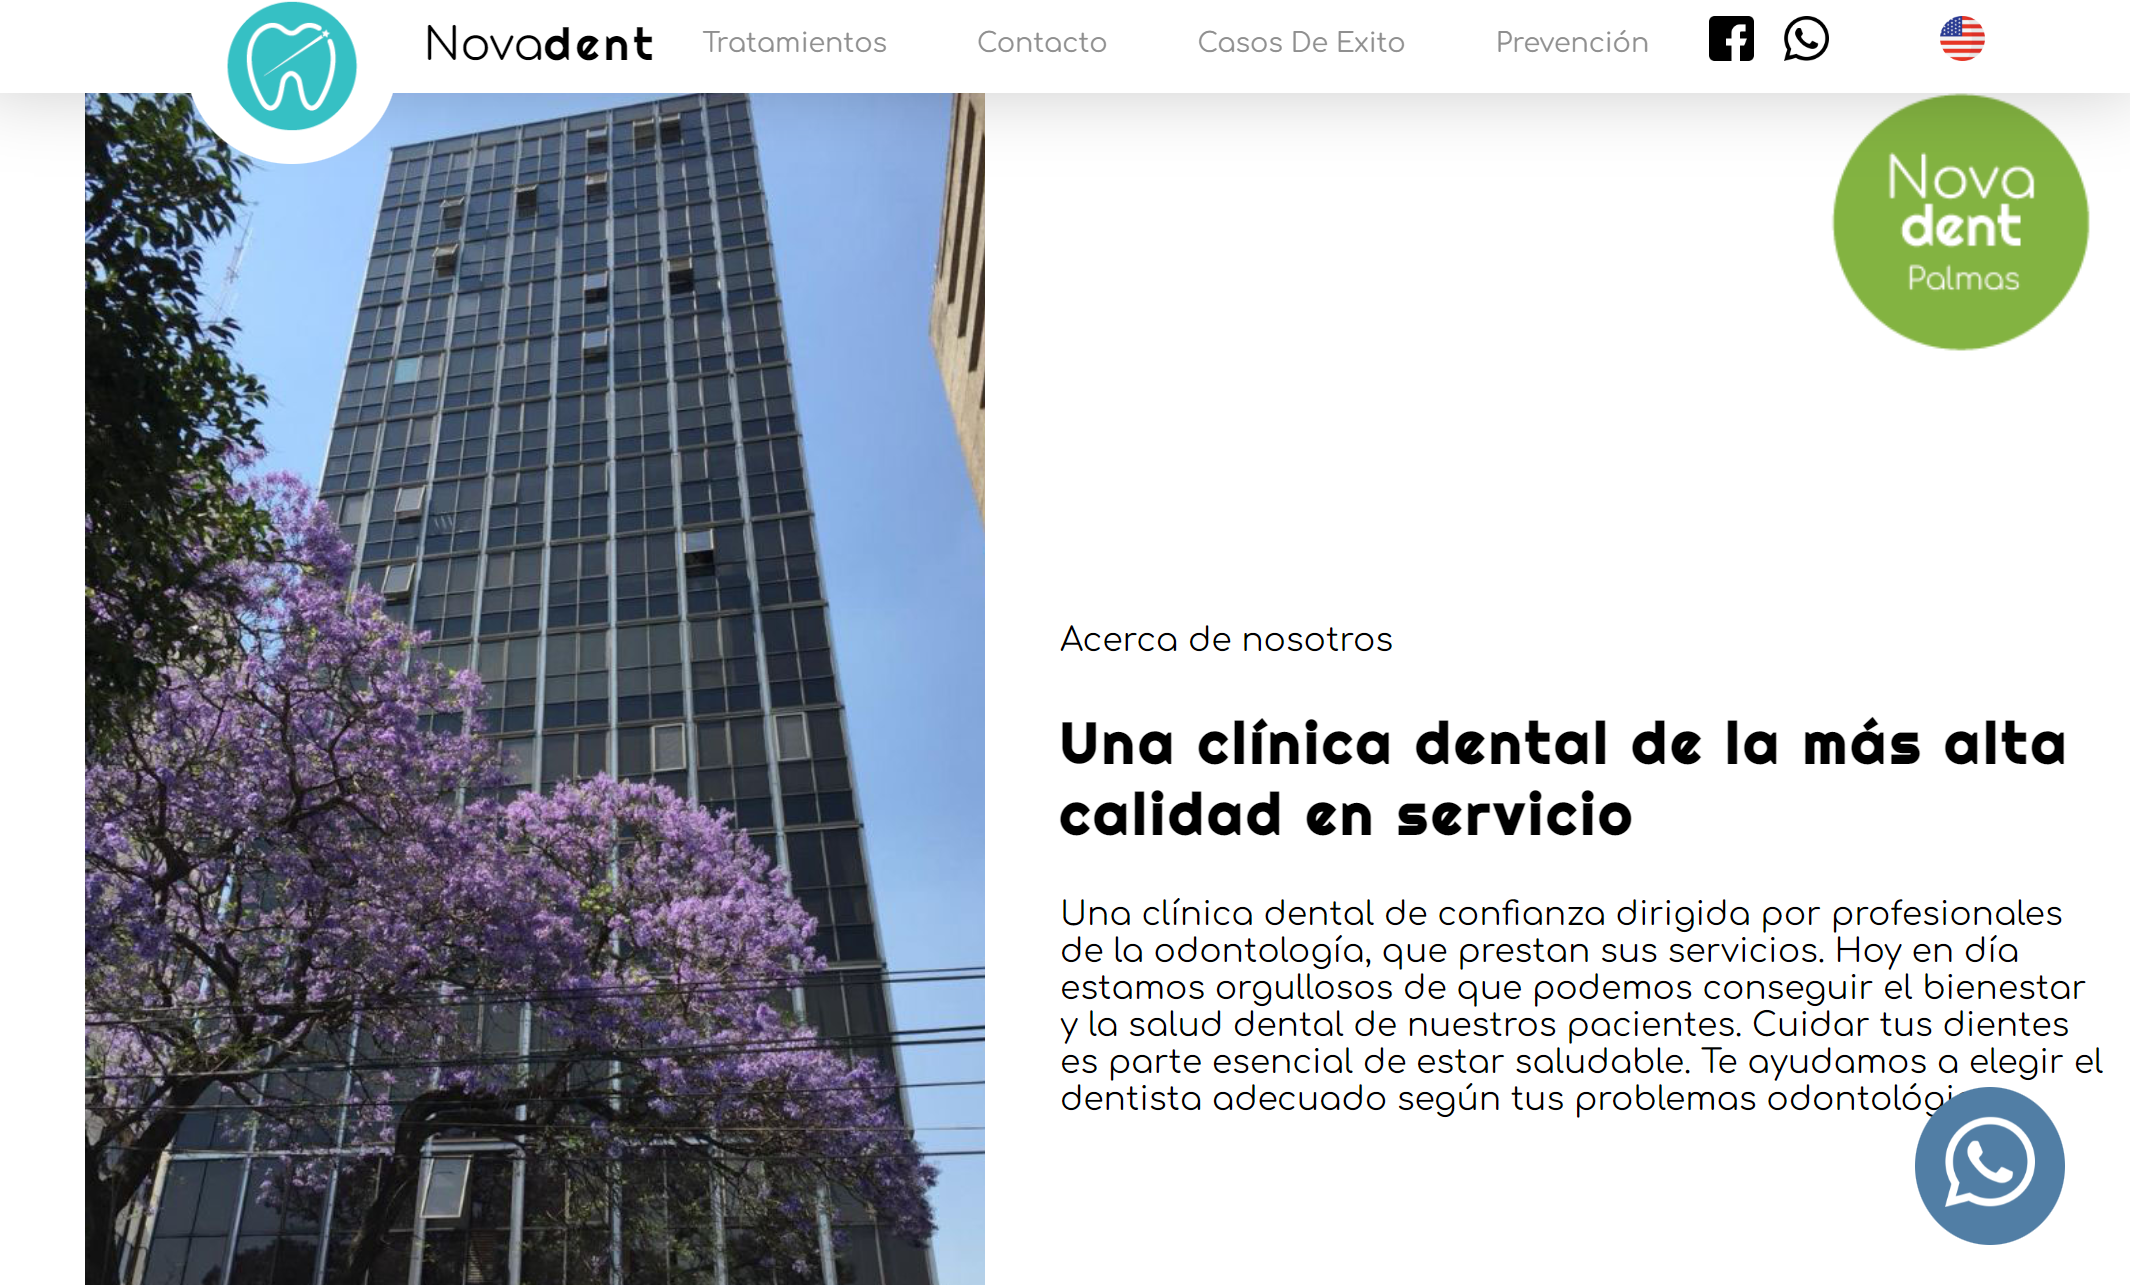 Novadent
Tratamientos
Contacto
Casos De Exito
Prevención
Nova
dent
Palmas
Acerca de nosotros
Una clínica dental de la más alta
calidad en servicio
Una clínica dental de confianza dirigida por profesionales
de la odontología, que prestan sus servicios. Hoy en día
estamos orgullosos de que podemos conseguir el bienestar
y la salud dental de nuestros pacientes. Cuidar tus dientes
es parte esencial de estar saludable. Te ayudamos a elegir el
dentista adecuado según tus problemas